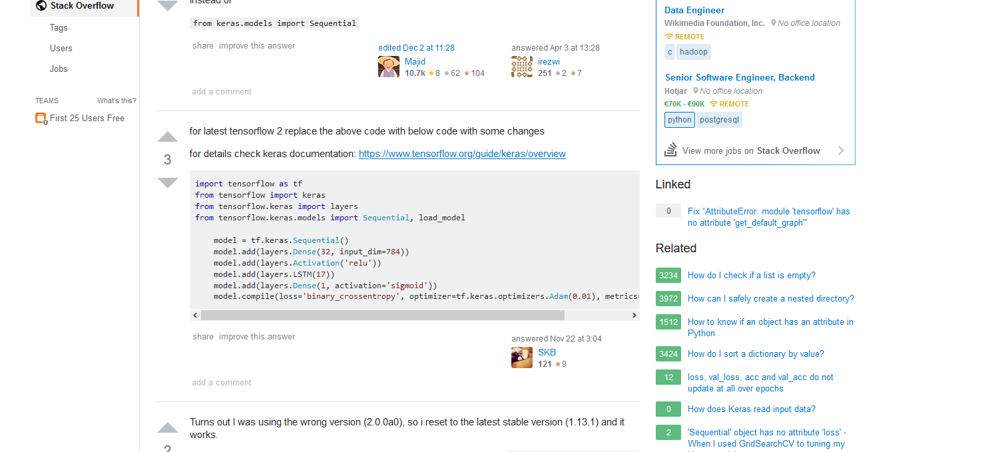 Stack Overflow
Tags
Users
Jobs
TEAMS What's this?
First 25 Users Free
instead of
from keras.models import Sequential
share improve this answer
edited Dec 2 at 11:28
Majid
10.7k 8 62 104
answered Apr 3 at 13:28
irezwi
251 2 7
add a comment
3
for latest tensorflow 2 replace the above code with below code with some changes
for details check keras documentation: https://www.tensorflow.org/guide/keras/overview
import tensorflow as tf
from tensorflow import keras
from tensorflow.keras import layers
from tensorflow.keras.models import Sequential, load_model
model = tf.keras.Sequential()
model.add(layers.Dense(32, input_dim=784))
model.add(layers.Activation('relu'))
model.add(layers.LSTM(17))
model.add(layers.Dense(1, activation='sigmoid'))
model.compile(loss='binary_crossentropy', optimizer=tf.keras.optimizers.Adam(0.01), metrics=
share improve this answer
answered Nov 22 at 3:04
SKB
121 9
add a comment
2
Turns out I was using the wrong version (2.0.0a0), so i reset to the latest stable version (1.13.1) and it
works.
Data Engineer
Wikimedia Foundation, Inc. No office location
REMOTE
c hadoop
Senior Software Engineer, Backend
Hotjar No office location
€70K - €90K REMOTE
python postgresql
View more jobs on Stack Overflow
Linked
0 Fix “AttributeError: module 'tensorflow' has
no attribute 'get_default_graph'”
Related
3234 How do I check if a list is empty?
3972 How can I safely create a nested directory?
1512 How to know if an object has an attribute in
Python
3424 How do I sort a dictionary by value?
12 loss, val_loss, acc and val_acc do not
update at all over epochs
0 How does Keras read input data?
2 'Sequential' object has no attribute 'loss' -
When I used GridSearchCV to tuning my